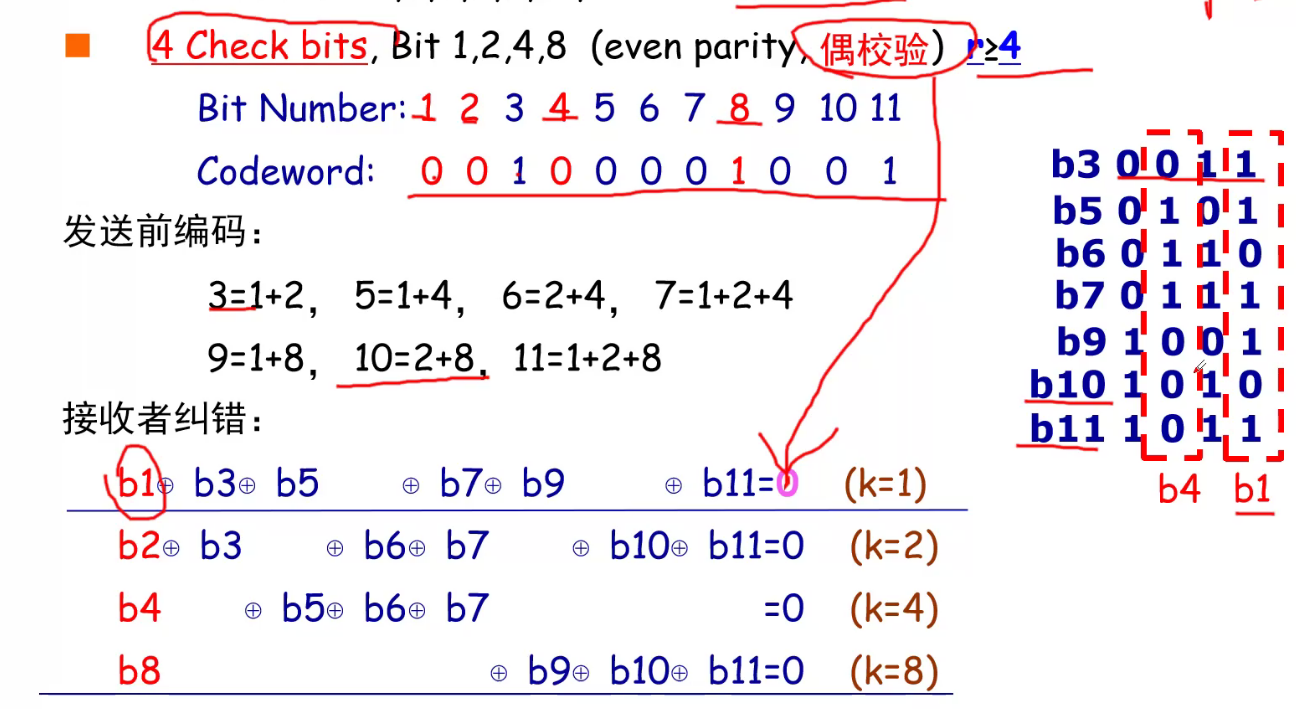 4 Check bits, Bit 1,2,4,8 (even parity, 偶校验) r≥4
Bit Number: 1 2 3 4 5 6 7 8 9 10 11
Codeword: 0 0 1 0 0 0 0 1 0 0 1
发送前编码：
3=1+2, 5=1+4, 6=2+4, 7=1+2+4
9=1+8, 10=2+8, 11=1+2+8
接收者纠错：
b1⊕ b3⊕ b5 ⊕ b7⊕ b9 ⊕ b11=0 (k=1)
b2⊕ b3 ⊕ b6⊕ b7 ⊕ b10⊕ b11=0 (k=2)
b4 ⊕ b5⊕ b6⊕ b7 =0 (k=4)
b8 ⊕ b9⊕ b10⊕ b11=0 (k=8)
b3 0 0 1 1
b5 0 1 0 1
b6 0 1 1 0
b7 0 1 1 1
b9 1 0 0 1
b10 1 0 1 0
b11 1 0 1 1
b4 b1